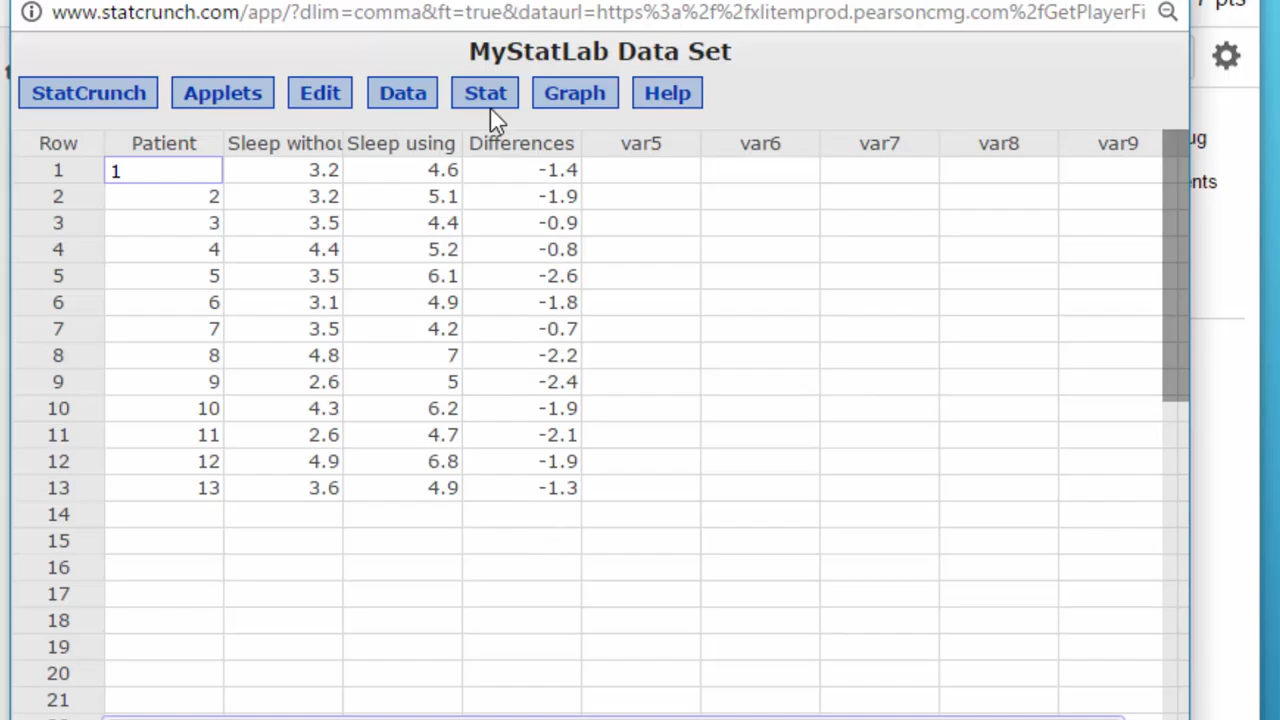 www.statcrunch.com/app/?dlim=comma&ft=true&dataurl=https%3a%2f%2fxlitemprod.pearsoncmg.com%2fGetPlayerFi
7 pts
MyStatLab Data Set
StatCrunch Applets Edit Data Stat Graph Help
Row Patient Sleep withou Sleep using Differences var5 var6 var7 var8 var9
ug
1 1 3.2 4.6 -1.4
nts
2 2 3.2 5.1 -1.9
3 3 3.5 4.4 -0.9
4 4 4.4 5.2 -0.8
5 5 3.5 6.1 -2.6
6 6 3.1 4.9 -1.8
7 7 3.5 4.2 -0.7
8 8 4.8 7 -2.2
9 9 2.6 5 -2.4
10 10 4.3 6.2 -1.9
11 11 2.6 4.7 -2.1
12 12 4.9 6.8 -1.9
13 13 3.6 4.9 -1.3
14
15
16
17
18
19
20
21